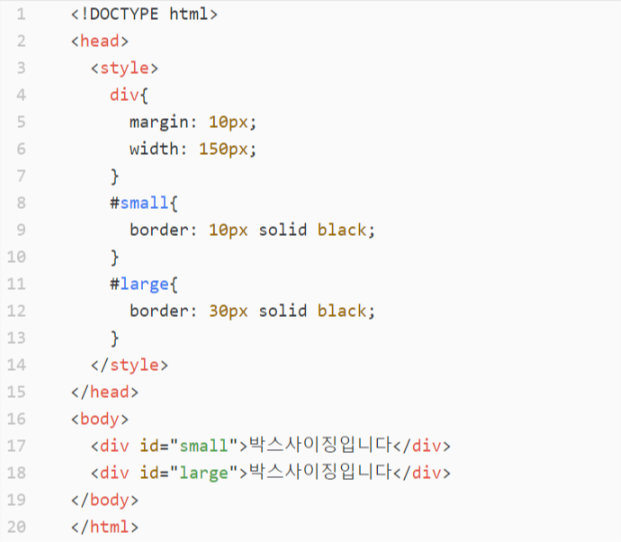 1 <!DOCTYPE html>
2 <head>
3 <style>
4 div{
5 margin: 10px;
6 width: 150px;
7 }
8 #small{
9 border: 10px solid black;
10 }
11 #large{
12 border: 30px solid black;
13 }
14 </style>
15 </head>
16 <body>
17 <div id="small">박스사이징입니다</div>
18 <div id="large">박스사이징입니다</div>
19 </body>
20 </html>